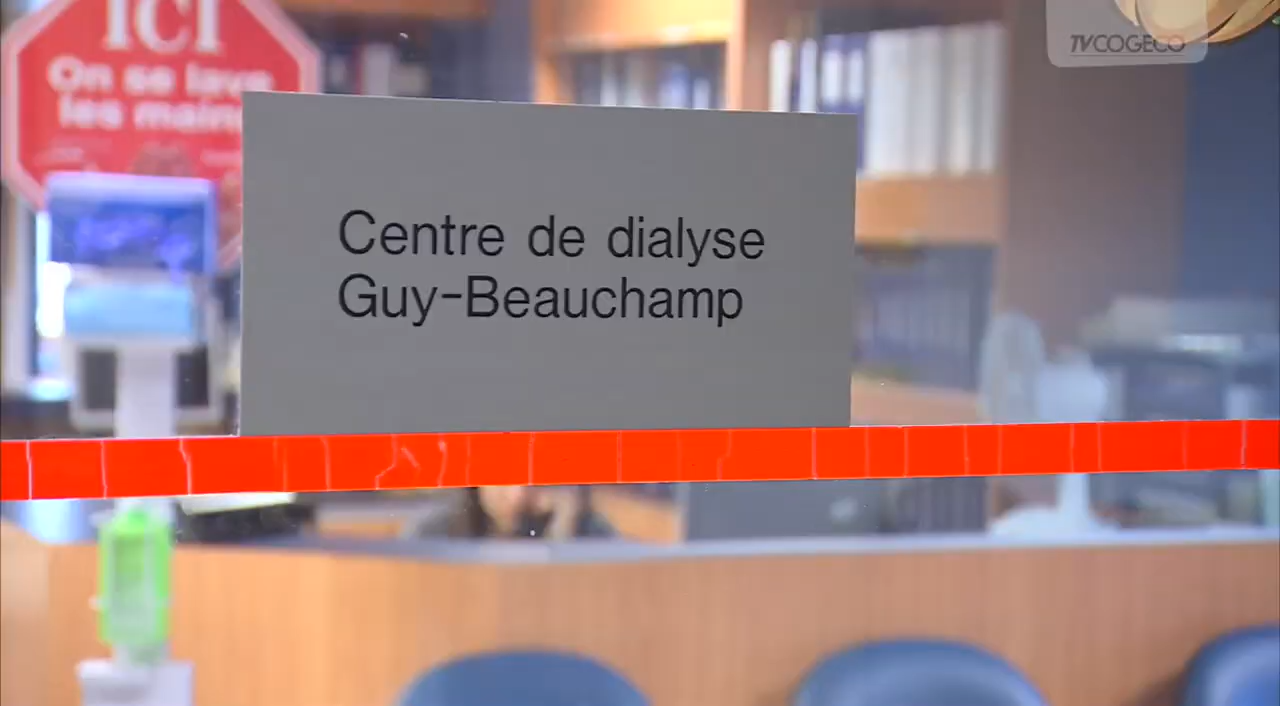 ICI
On se lave
les mains
TVCOGECO
Centre de dialyse
Guy-Beauchamp